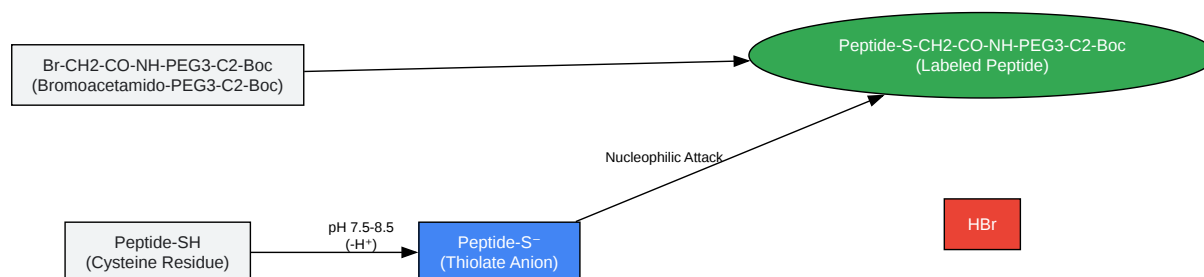 Br-CH2-CO-NH-PEG3-C2-Boc
(Bromoacetamido-PEG3-C2-Boc)
Peptide-S-CH2-CO-NH-PEG3-C2-Boc
(Labeled Peptide)
Nucleophilic Attack
Peptide-SH
(Cysteine Residue)
pH 7.5-8.5
(-H⁺)
Peptide-S⁻
(Thiolate Anion)
HBr